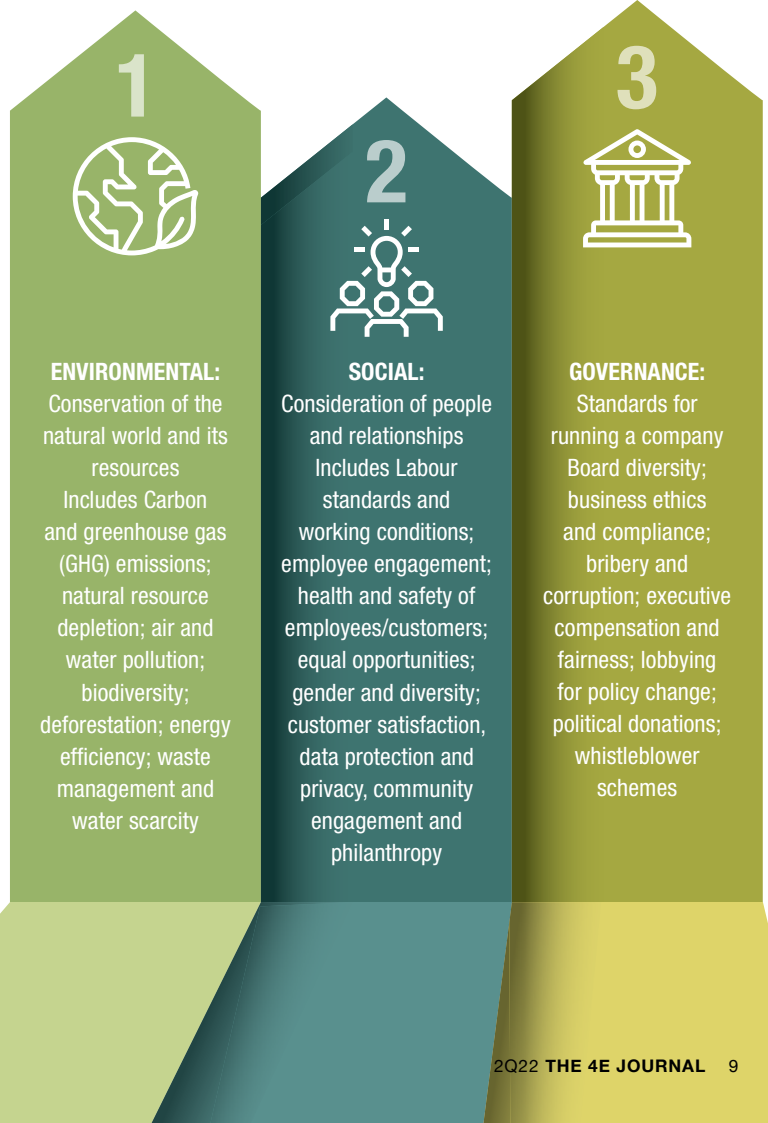 1
ENVIRONMENTAL:
Conservation of the
natural world and its
resources
Includes Carbon
and greenhouse gas
(GHG) emissions;
natural resource
depletion; air and
water pollution;
biodiversity;
deforestation; energy
efficiency; waste
management and
water scarcity
2
SOCIAL:
Consideration of people
and relationships
Includes Labour
standards and
working conditions;
employee engagement;
health and safety of
employees/customers;
equal opportunities;
gender and diversity;
customer satisfaction,
data protection and
privacy, community
engagement and
philanthropy
3
GOVERNANCE:
Standards for
running a company
Board diversity;
business ethics
and compliance;
bribery and
corruption; executive
compensation and
fairness; lobbying
for policy change;
political donations;
whistleblower
schemes
2Q22 THE 4E JOURNAL 9